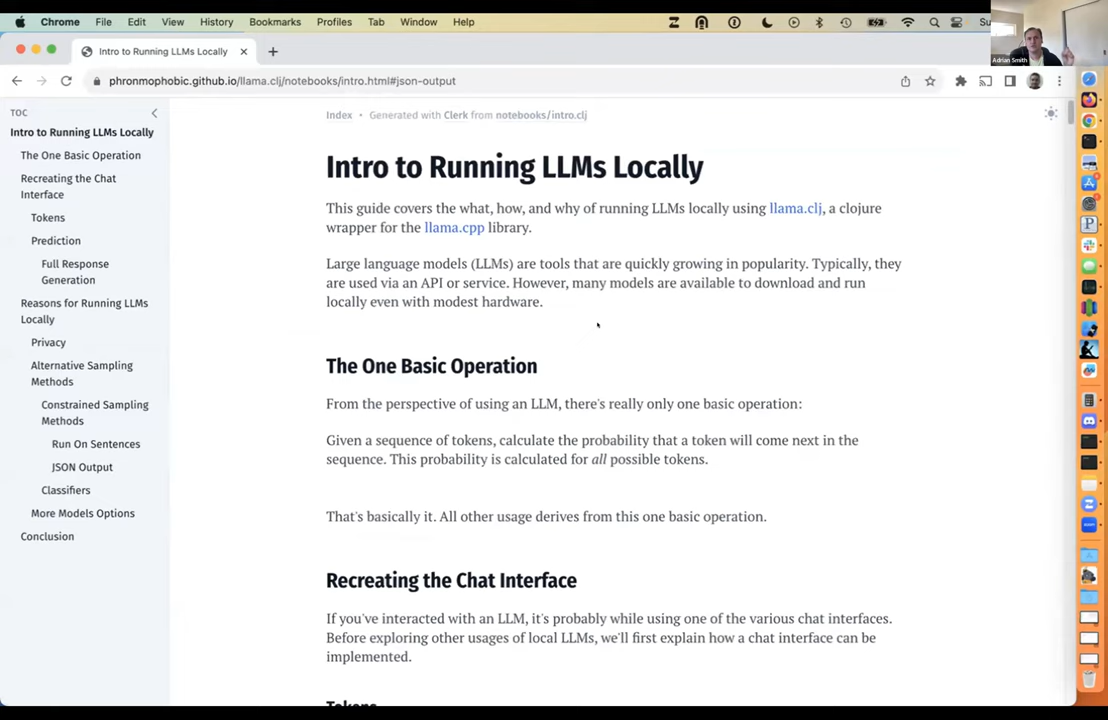 Chrome File Edit View History Bookmarks Profiles Tab Window Help
Intro to Running LLMs Locally
phronmophobic.github.io/llama.clj/notebooks/intro.html#json-output
Adrian Smith
TOC
Intro to Running LLMs Locally
The One Basic Operation
Recreating the Chat
Interface
Tokens
Prediction
Full Response
Generation
Reasons for Running LLMs
Locally
Privacy
Alternative Sampling
Methods
Constrained Sampling
Methods
Run On Sentences
JSON Output
Classifiers
More Models Options
Conclusion
Index • Generated with Clerk from notebooks/intro.clj
Intro to Running LLMs Locally
This guide covers the what, how, and why of running LLMs locally using llama.clj, a clojure
wrapper for the llama.cpp library.
Large language models (LLMs) are tools that are quickly growing in popularity. Typically, they
are used via an API or service. However, many models are available to download and run
locally even with modest hardware.
The One Basic Operation
From the perspective of using an LLM, there's really only one basic operation:
Given a sequence of tokens, calculate the probability that a token will come next in the
sequence. This probability is calculated for all possible tokens.
That's basically it. All other usage derives from this one basic operation.
Recreating the Chat Interface
If you've interacted with an LLM, it's probably while using one of the various chat interfaces.
Before exploring other usages of local LLMs, we'll first explain how a chat interface can be
implemented.
Tokens